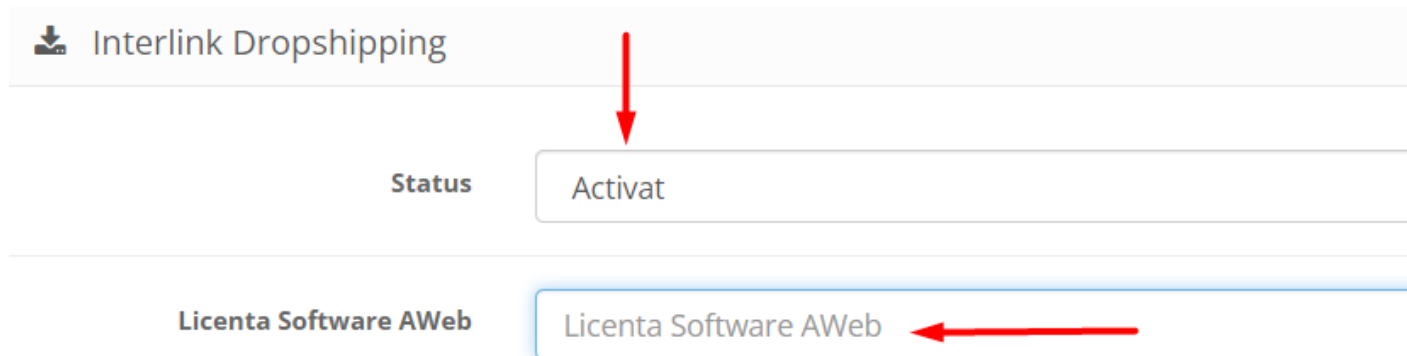 Interlink Dropshipping
Status
Activat
Licenta Software AWeb
Licenta Software AWeb